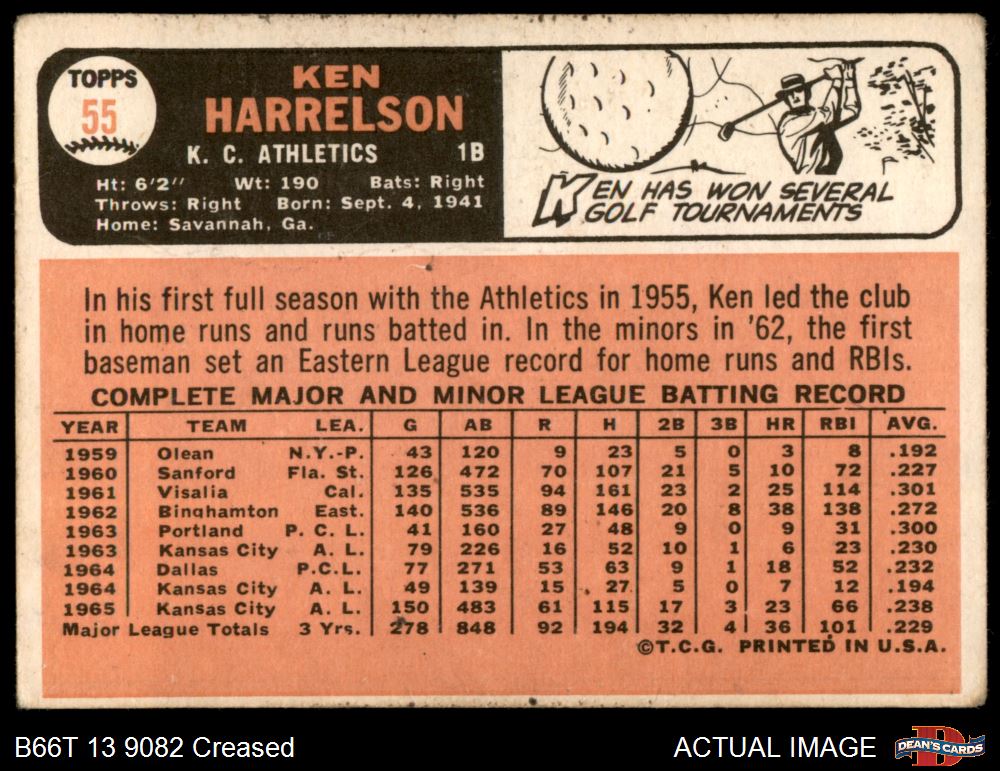 TOPPS
55
KEN
HARRELSON
K. C. ATHLETICS 1B
Ht: 6'2" Wt: 190 Bats: Right
Throws: Right Born: Sept. 4, 1941
Home: Savannah, Ga.
KEN HAS WON SEVERAL
GOLF TOURNAMENTS
In his first full season with the Athletics in 1955, Ken led the club
in home runs and runs batted in. In the minors in '62, the first
baseman set an Eastern League record for home runs and RBIs.
COMPLETE MAJOR AND MINOR LEAGUE BATTING RECORD
YEAR TEAM LEA. G AB R H 2B 3B HR RBI AVG.
1959 Olean N.Y.-P. 43 120 9 23 5 0 3 8 .192
1960 Sanford Fla. St. 126 472 70 107 21 5 10 72 .227
1961 Visalia Cal. 135 535 94 161 23 2 25 114 .301
1962 Binghamton East. 140 536 89 146 20 8 38 138 .272
1963 Portland P. C. L. 41 160 27 48 9 0 9 31 .300
1963 Kansas City A. L. 79 226 16 52 10 1 6 23 .230
1964 Dallas P.C.L. 77 271 53 63 9 1 18 52 .232
1964 Kansas City A. L. 49 139 15 27 5 0 7 12 .194
1965 Kansas City A. L. 150 483 61 115 17 3 23 66 .238
Major League Totals 3 Yrs. 278 848 92 194 32 4 36 101 .229
©T.C.G. PRINTED IN U.S.A.
B66T 13 9082 Creased ACTUAL IMAGE
D
DEAN'S CARDS